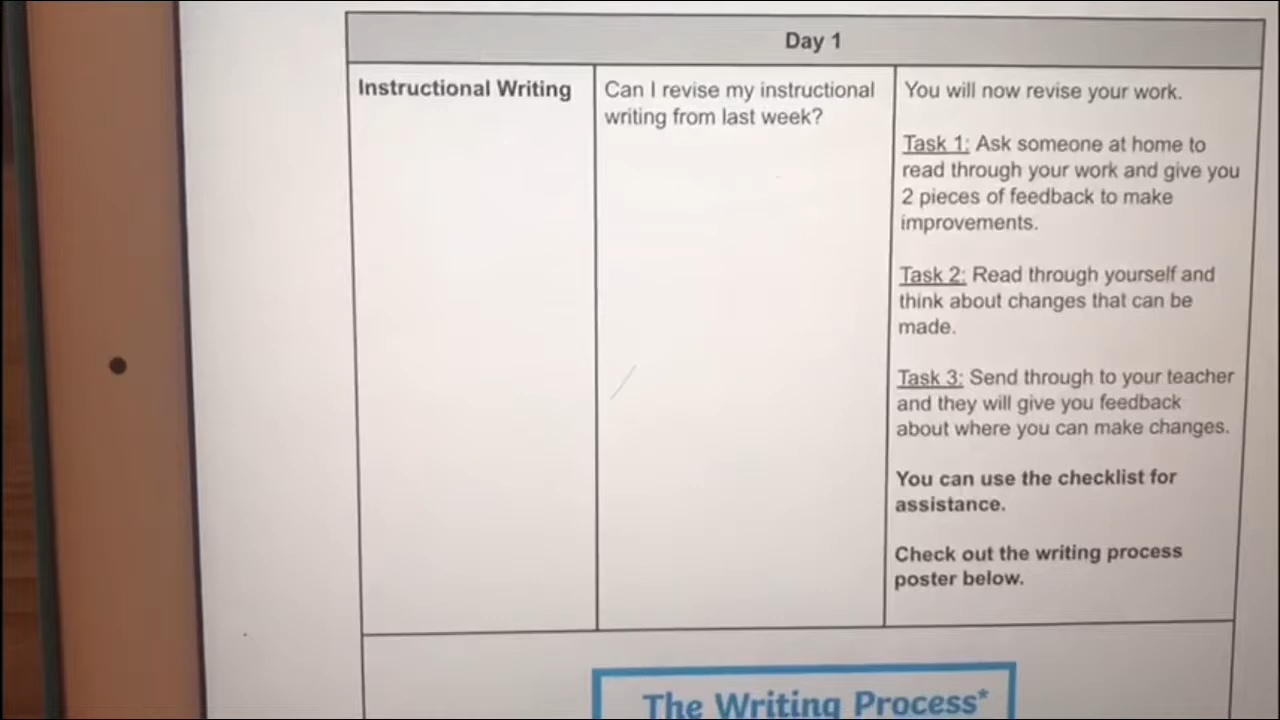 Day 1
Instructional Writing
Can I revise my instructional
writing from last week?
You will now revise your work.
Task 1: Ask someone at home to
read through your work and give you
2 pieces of feedback to make
improvements.
Task 2: Read through yourself and
think about changes that can be
made.
Task 3: Send through to your teacher
and they will give you feedback
about where you can make changes.
You can use the checklist for
assistance.
Check out the writing process
poster below.
The Writing Process*